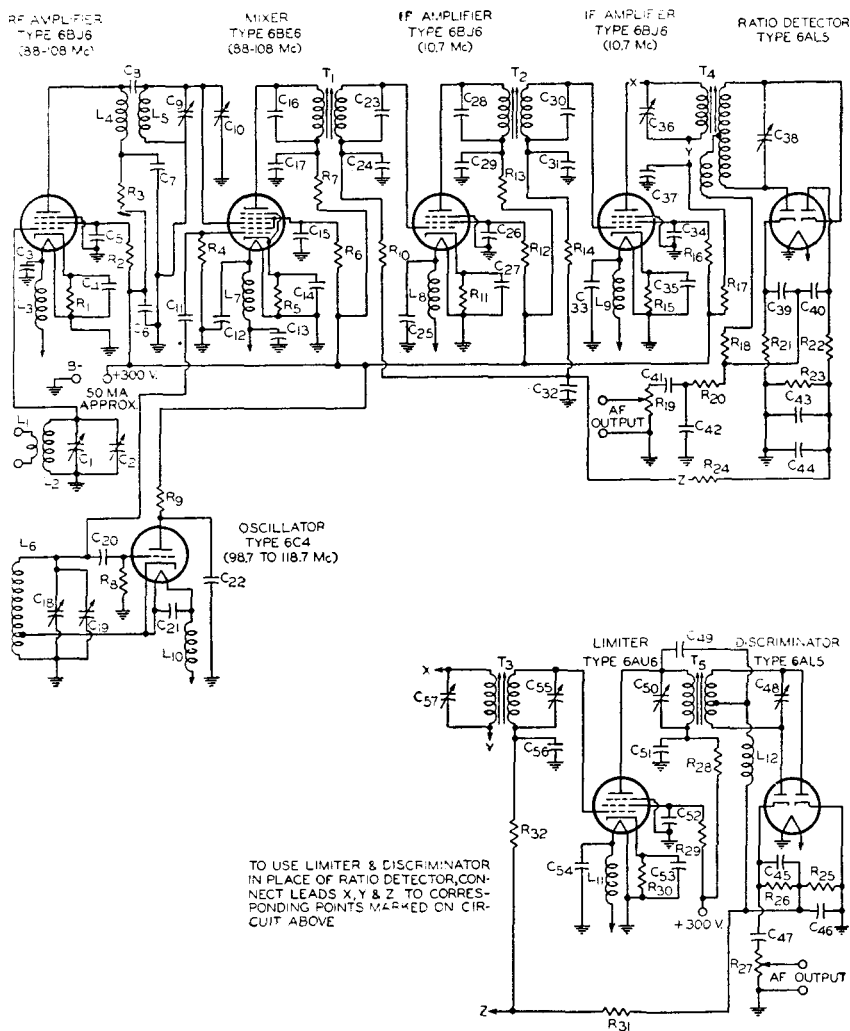 RF AMPLIFIER
TYPE 6BJ6
(88-108 Mc)
MIXER
TYPE 6BE6
(88-108 Mc)
IF AMPLIFIER
TYPE 6BJ6
(10.7 Mc)
IF AMPLIFIER
TYPE 6BJ6
(10.7 Mc)
RATIO DETECTOR
TYPE 6AL5
C3
L4
L5
C9
C10
C7
R3
C16
T1
C23
C17
R7
C24
C28
T2
C30
C29
R13
C31
X
T4
C36
Y
C37
C38
C3
L3
C5
R2
C4
R1
C6
R4
C11
C15
R6
L7
R5
C14
C12
C13
R10
C26
R12
L8
C27
R11
C25
R14
C32
C34
R16
C33
L9
C35
R15
R17
R18
C39
C40
R21
R22
R23
C43
C44
B-
+300 V.
50 MA
APPROX.
C41
R19
R20
C42
AF
OUTPUT
Z
R24
L1
L2
C1
C2
R9
OSCILLATOR
TYPE 6C4
(98.7 TO 118.7 Mc)
L6
C20
R8
C18
C19
C21
L10
C22
LIMITER
TYPE 6AU6
C49
DISCRIMINATOR
TYPE 6AL5
X
C57
T3
Y
C55
C56
C50
T5
C48
C51
R28
L12
R32
C52
R29
C54
L11
C53
R30
+300 V.
C45
R26
R25
C46
C47
R27
AF OUTPUT
Z
R31
TO USE LIMITER & DISCRIMINATOR
IN PLACE OF RATIO DETECTOR, CON-
NECT LEADS X, Y & Z TO CORRES-
PONDING POINTS MARKED ON CIR-
CUIT ABOVE